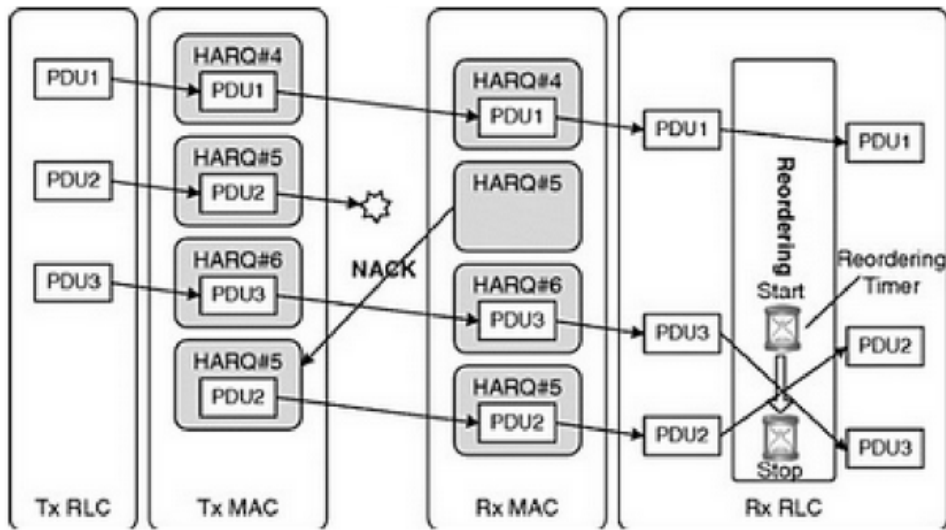 HARQ#4
HARQ#4
PDU1
PDU1
PDU1
PDU1
PDU1
HARQ#5
HARQ#5
PDU2
PDU2
Reordering
NACK
HARQ#6
HARQ#6
Reordering
Timer
PDU3
PDU3
PDU3
Start
PDU3
PDU2
HARQ#5
HARQ#5
PDU2
PDU2
PDU2
PDU3
Stop
Tx RLC
Tx MAC
Rx MAC
Rx RLC